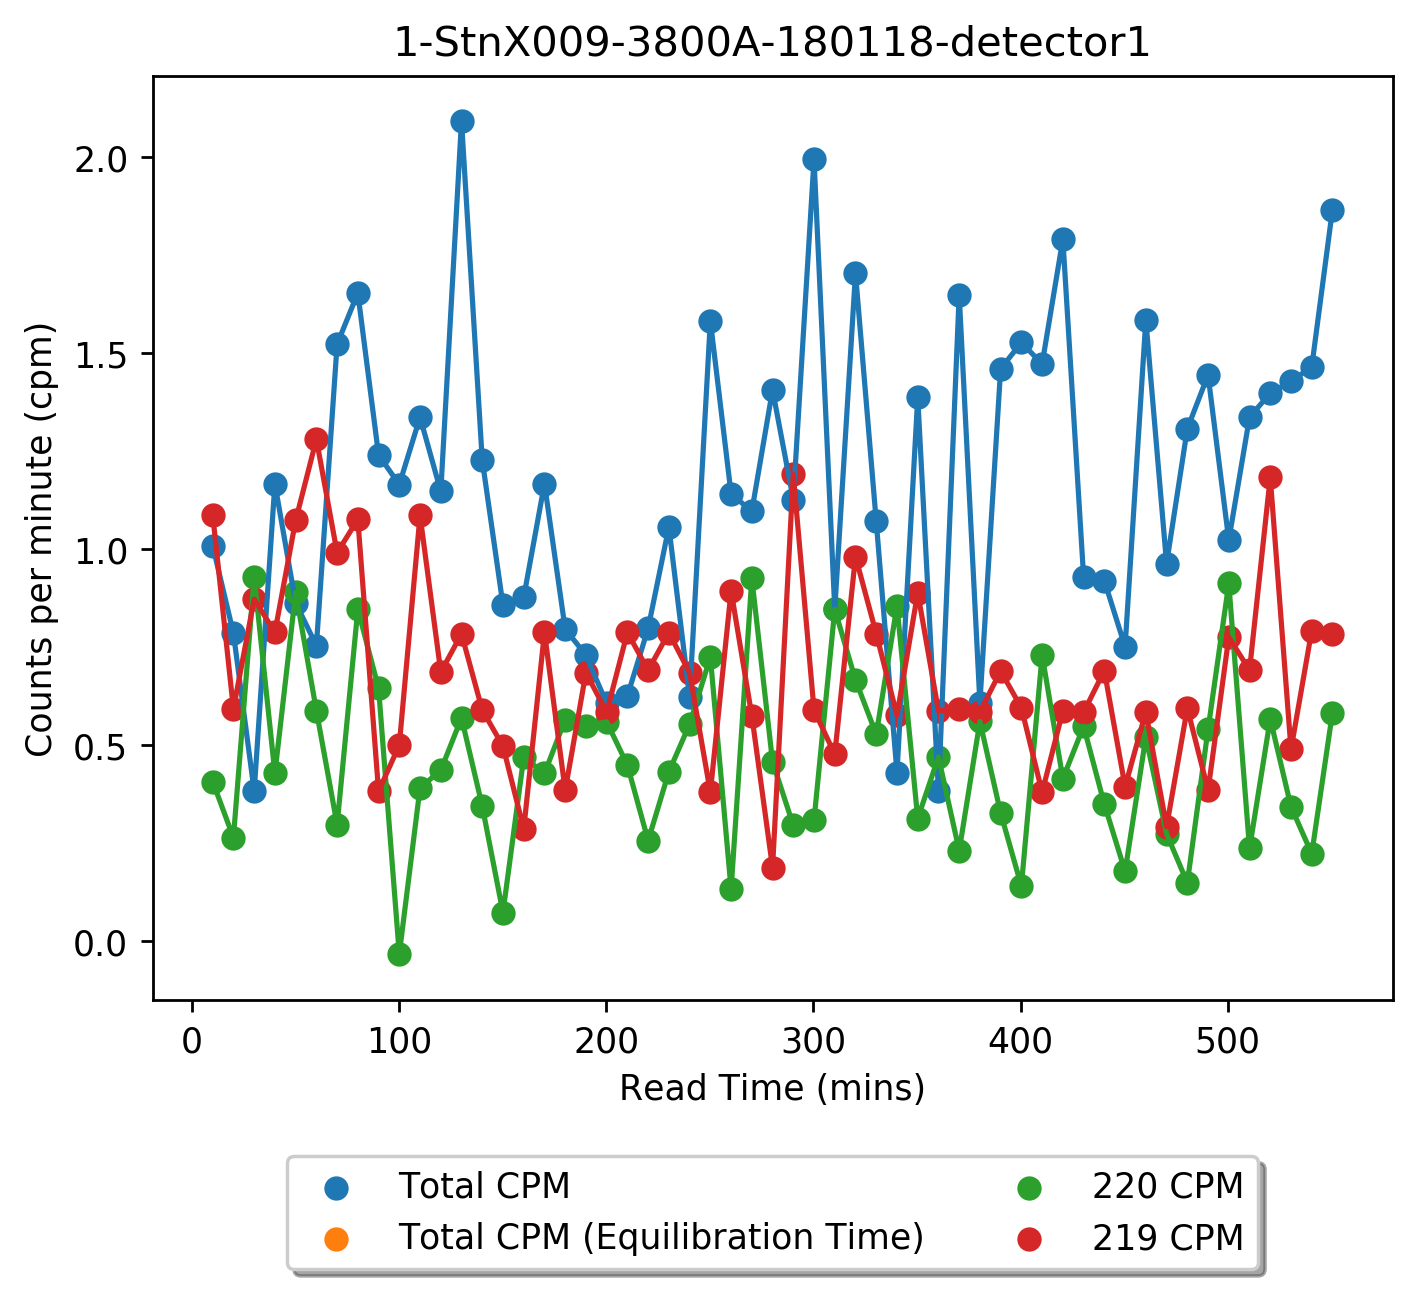 1-StnX009-3800A-180118-detector1
Counts per minute (cpm)
2.0
1.5
1.0
0.5
0.0
0 100 200 300 400 500
Read Time (mins)
Total CPM
Total CPM (Equilibration Time)
220 CPM
219 CPM